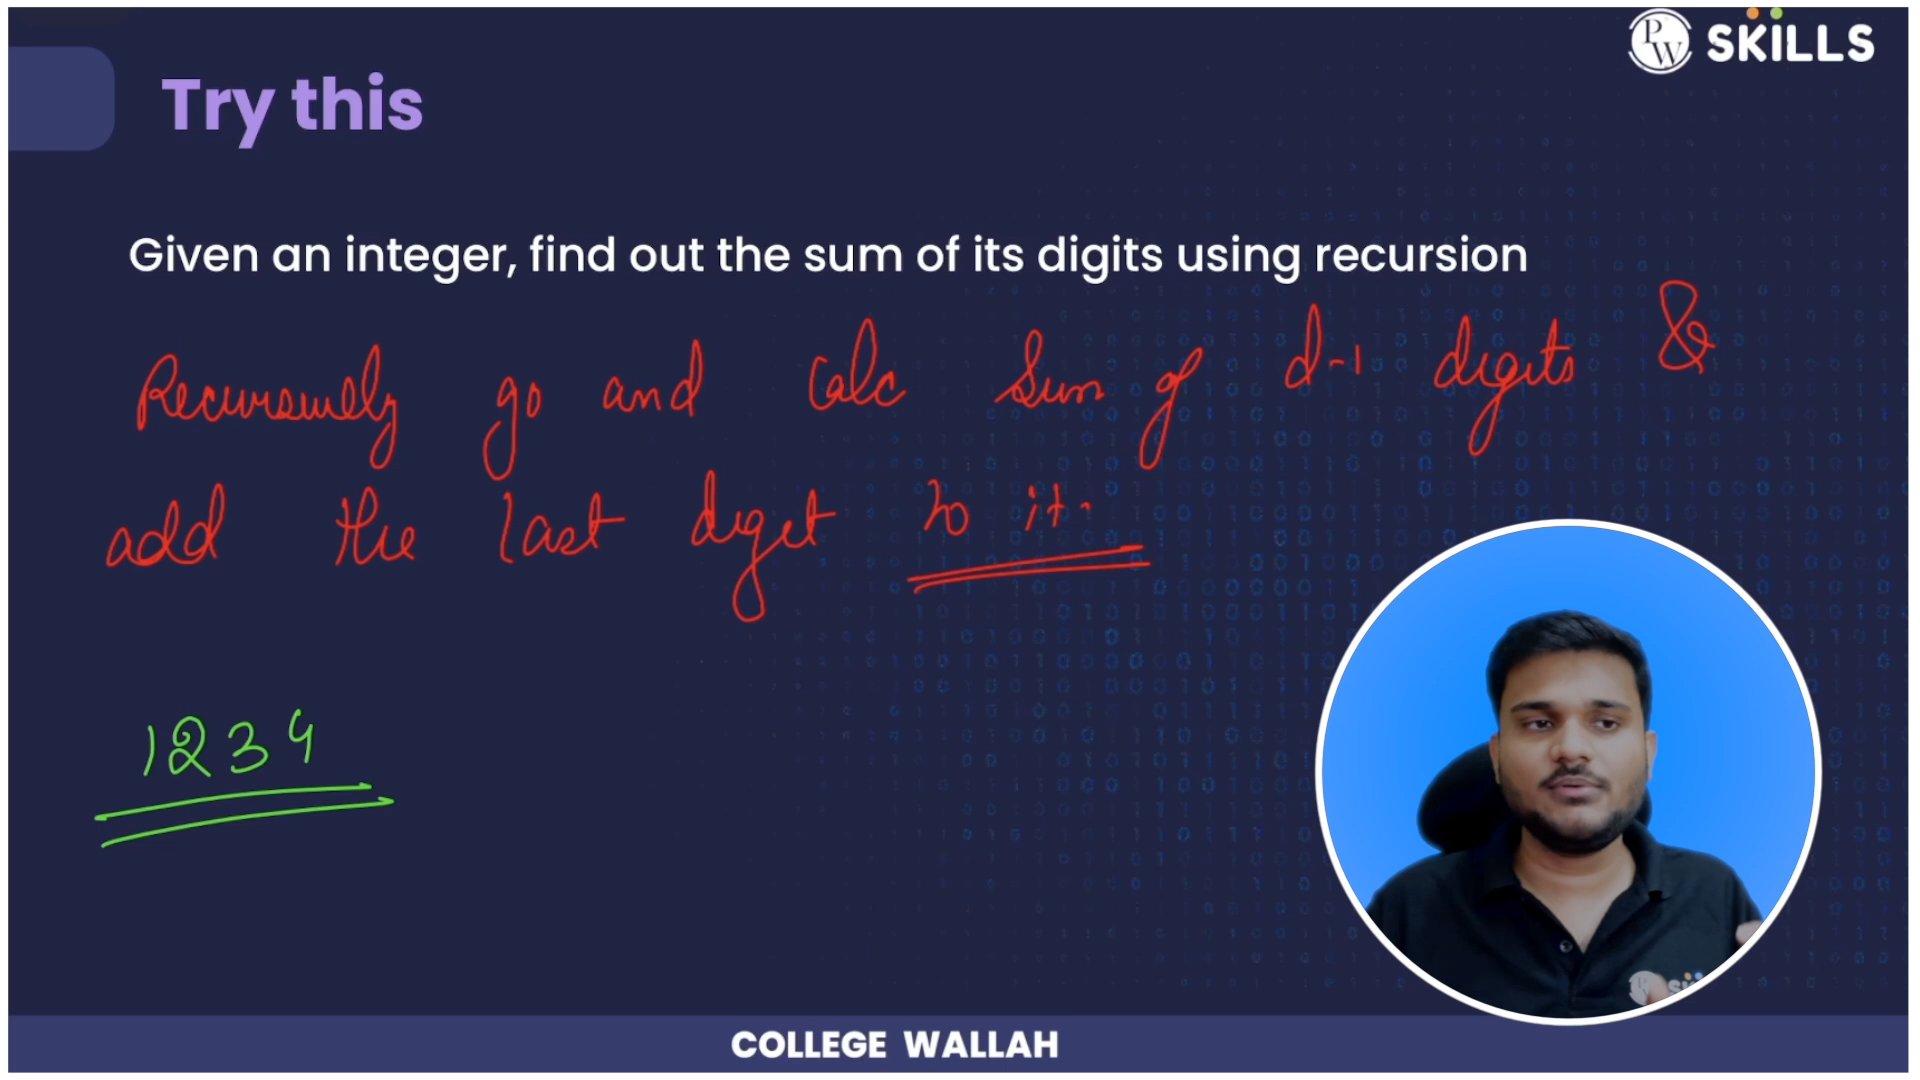 PW SKILLS
Try this
Given an integer, find out the sum of its digits using recursion
Recursively go and calc sum of d-1 digits &
add the last digit to it.
1234
COLLEGE WALLAH